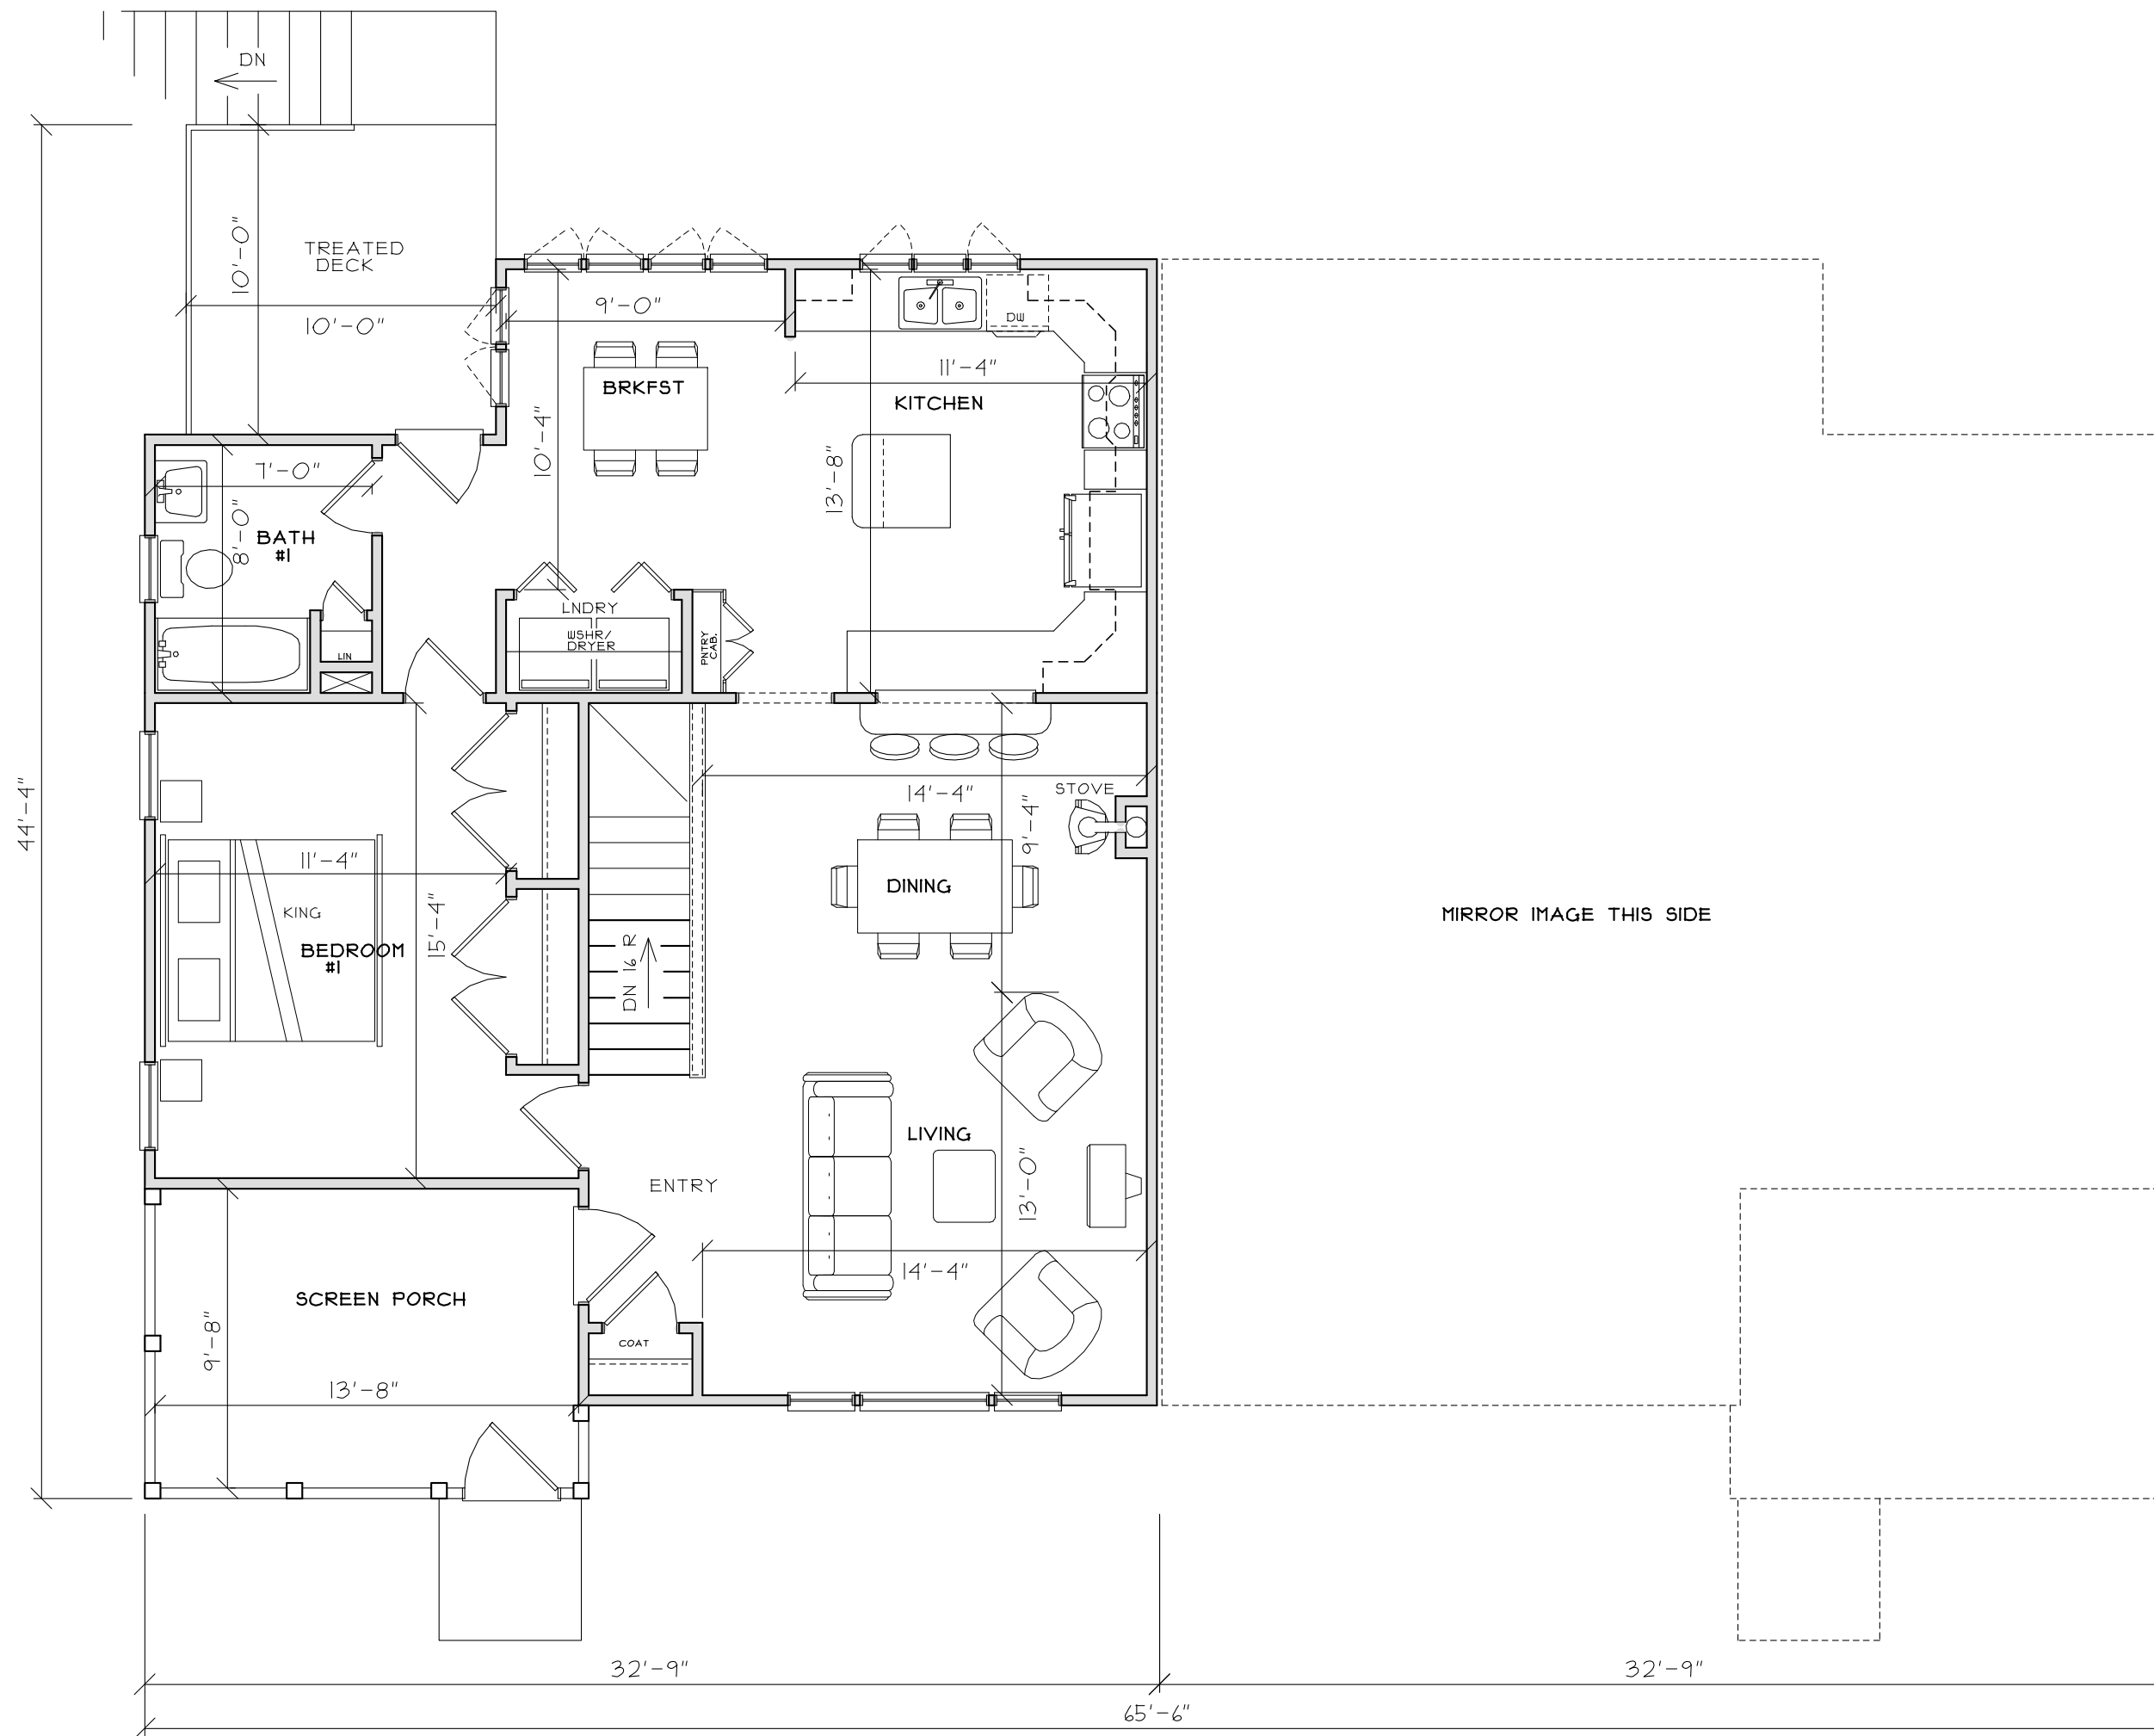 DN
10'-0"
TREATED
DECK
10'-0"
9'-0"
DW
11'-4"
BRKFST
KITCHEN
10'-4"
13'-8"
7'-0"
8'-0"
BATH
#1
LNDRY
WSHR/
DRYER
PNTRY
CAB.
LIN
44'-4"
14'-4"
STOVE
9'-4"
11'-4"
DINING
KING
15'-4"
BEDROOM
#1
DN 16 R
MIRROR IMAGE THIS SIDE
LIVING
13'-0"
ENTRY
14'-4"
SCREEN PORCH
COAT
9'-8"
13'-8"
32'-9"
32'-9"
65'-6"